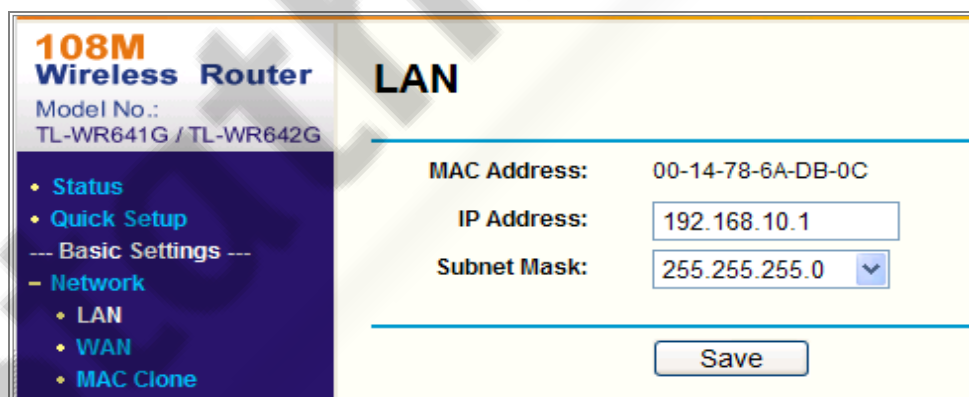 108M
Wireless Router
Model No.:
TL-WR641G / TL-WR642G
• Status
• Quick Setup
--- Basic Settings ---
– Network
• LAN
• WAN
• MAC Clone
LAN
MAC Address: 00-14-78-6A-DB-0C
IP Address: 192.168.10.1
Subnet Mask: 255.255.255.0
Save